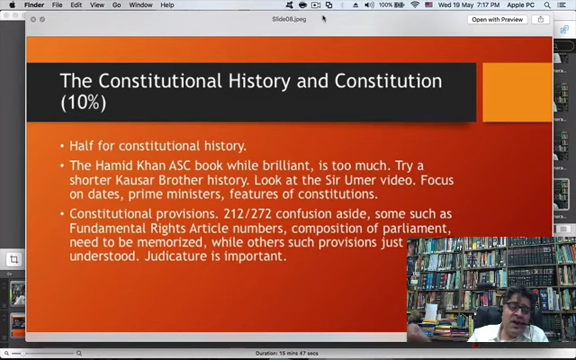 Finder File Edit View Go Window Help 100% Wed 19 May 7:17 PM Apple PC
Slide08.jpeg
Open with Preview
The Constitutional History and Constitution
(10%)
• Half for constitutional history.
• The Hamid Khan ASC book while brilliant, is too much. Try a
shorter Kausar Brother history. Look at the Sir Umer video. Focus
on dates, prime ministers, features of constitutions.
• Constitutional provisions. 212/272 confusion aside, some such as
Fundamental Rights Article numbers, composition of parliament,
need to be memorized, while others such provisions just
understood. Judicature is important.
Duration: 15 mins 47 secs